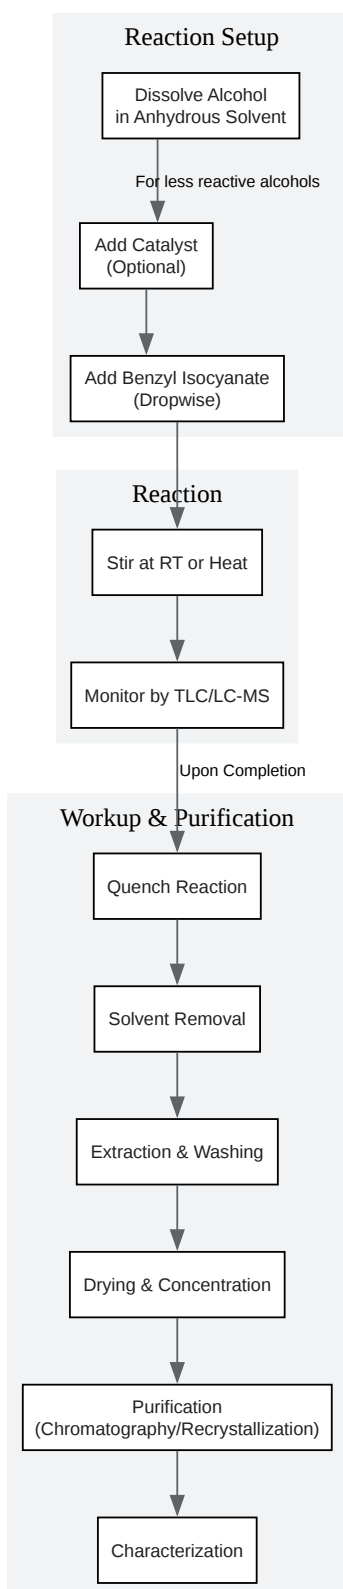 Reaction Setup
Dissolve Alcohol
in Anhydrous Solvent
For less reactive alcohols
Add Catalyst
(Optional)
Add Benzyl Isocyanate
(Dropwise)
Reaction
Stir at RT or Heat
Monitor by TLC/LC-MS
Upon Completion
Workup & Purification
Quench Reaction
Solvent Removal
Extraction & Washing
Drying & Concentration
Purification
(Chromatography/Recrystallization)
Characterization